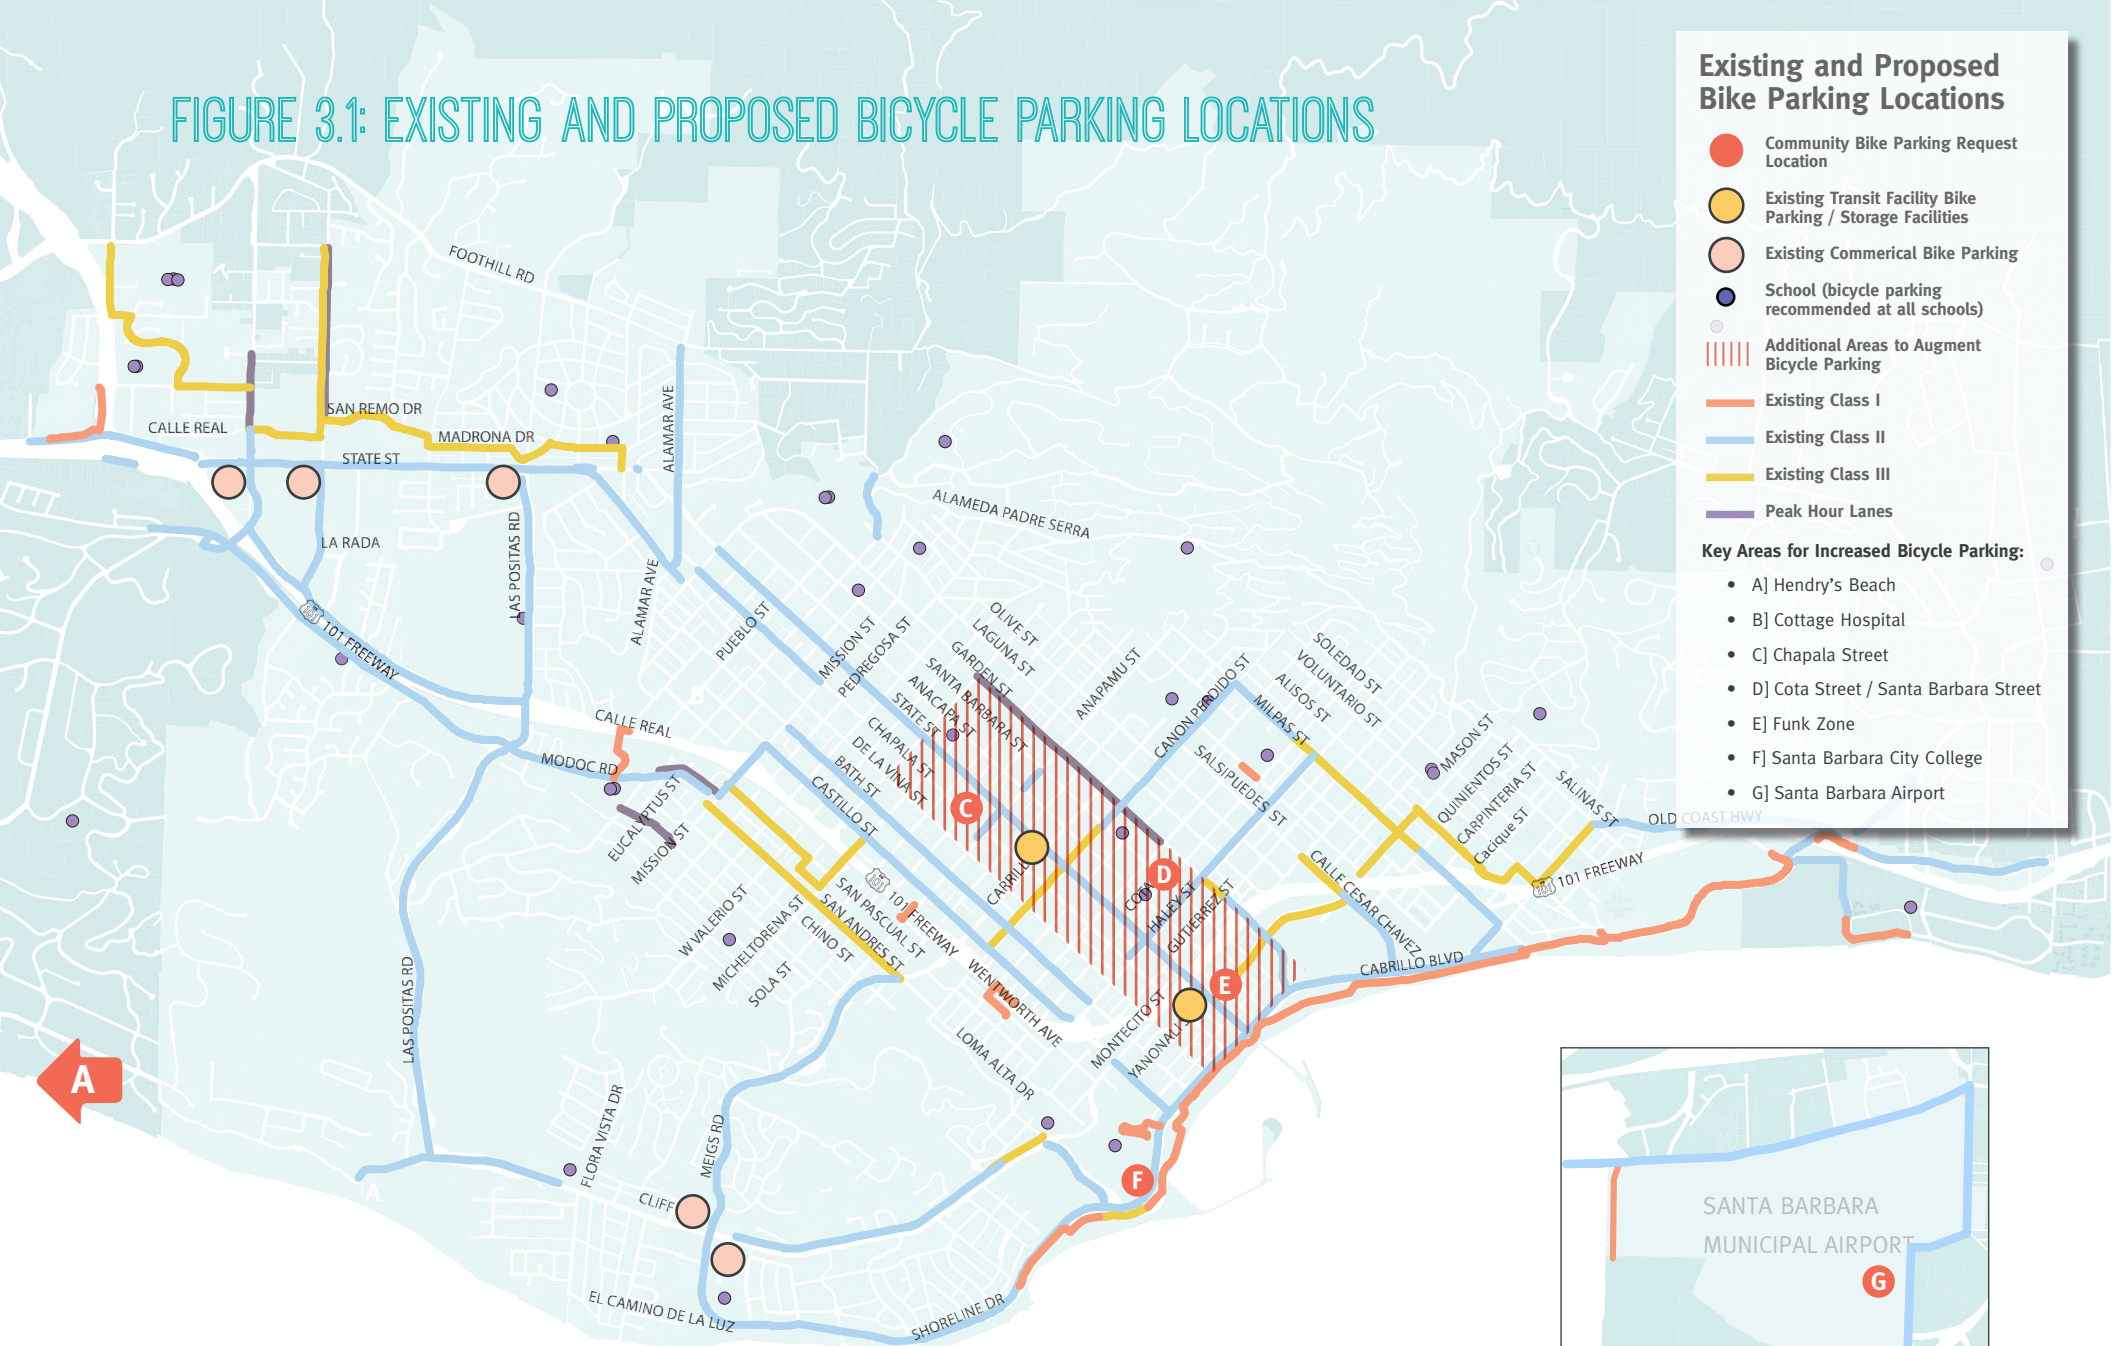 FIGURE 3.1: EXISTING AND PROPOSED BICYCLE PARKING LOCATIONS
Existing and Proposed
Bike Parking Locations
Community Bike Parking Request
Location
Existing Transit Facility Bike
Parking / Storage Facilities
Existing Commerical Bike Parking
School (bicycle parking
recommended at all schools)
Additional Areas to Augment
Bicycle Parking
Existing Class I
Existing Class II
Existing Class III
Peak Hour Lanes
Key Areas for Increased Bicycle Parking:
• A] Hendry's Beach
• B] Cottage Hospital
• C] Chapala Street
• D] Cota Street / Santa Barbara Street
• E] Funk Zone
• F] Santa Barbara City College
• G] Santa Barbara Airport
FOOTHILL RD
SAN REMO DR
CALLE REAL
MADRONA DR
STATE ST
ALAMAR AVE
LA RADA
LAS POSITAS RD
ALAMAR AVE
ALAMEDA PADRE SERRA
101
101 FREEWAY
PUEBLO ST
MISSION ST
PEDREGOSA ST
OLIVE ST
LAGUNA ST
GARDEN ST
SANTA BARBARA ST
ANACAPA ST
STATE ST
CHAPALA ST
DE LA VINA ST
BATH ST
CASTILLO ST
ANAPAMU ST
CANON PERDIDO ST
SOLEDAD ST
VOLUNTARIO ST
ALISOS ST
MILPAS ST
SALSIPUEDES ST
MASON ST
QUINIENTOS ST
CARPINTERIA ST
Cacique ST
SALINAS ST
OLD COAST HWY
101
101 FREEWAY
B
CALLE REAL
MODOC RD
EUCALYPTUS ST
MISSION ST
C
CARRILLO
D
COTA
HALEY ST
GUTIERREZ ST
CALLE CESAR CHAVEZ
E
CABRILLO BLVD
W VALERIO ST
MICHELTORENA ST
SOLA ST
CHINO ST
SAN ANDRES ST
SAN PASCUAL ST
101
101 FREEWAY
WENTWORTH AVE
LOMA ALTA DR
MONTECITO ST
YANONALI S
LAS POSITAS RD
A
A
FLORA VISTA DR
MEIGS RD
CLIFF
F
EL CAMINO DE LA LUZ
SHORELINE DR
SANTA BARBARA
MUNICIPAL AIRPORT
G